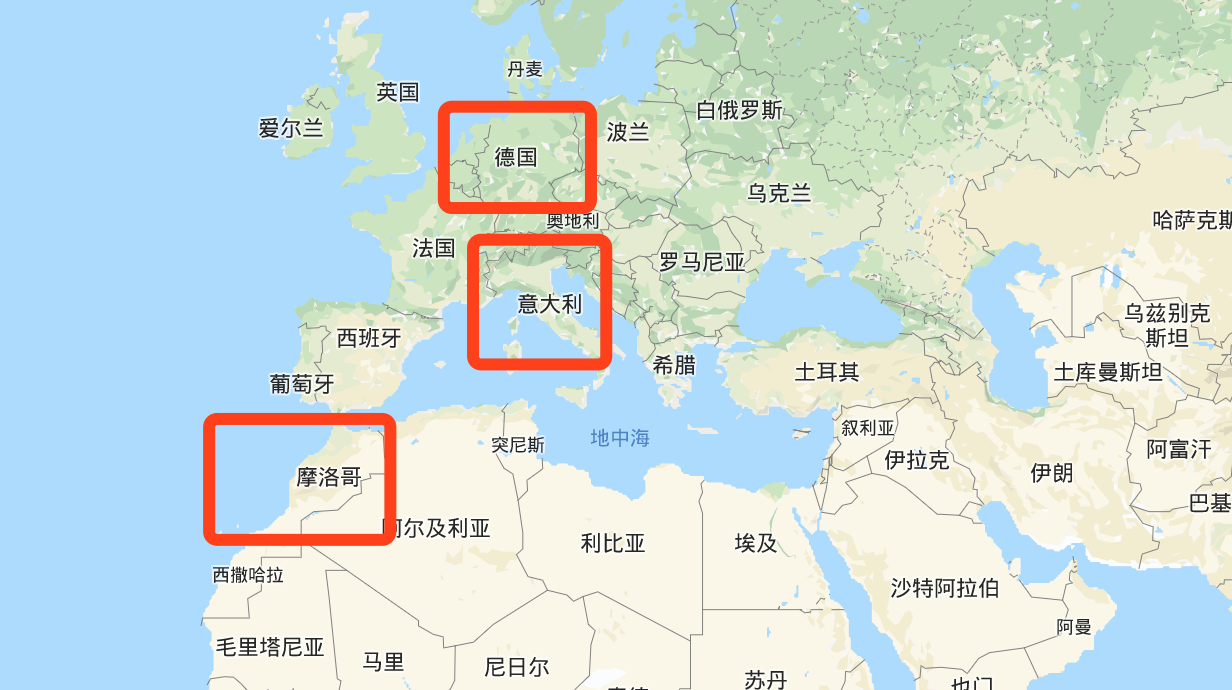 丹麦
英国
爱尔兰
白俄罗斯
波兰
德国
乌克兰
奥地利
哈萨克斯
法国
罗马尼亚
意大利
乌兹别克
斯坦
西班牙
希腊
土耳其
土库曼斯坦
葡萄牙
叙利亚
地中海
突尼斯
阿富汗
伊拉克
伊朗
摩洛哥
巴基
阿尔及利亚
利比亚
埃及
西撒哈拉
沙特阿拉伯
阿曼
毛里塔尼亚
马里
尼日尔
苏丹
也门